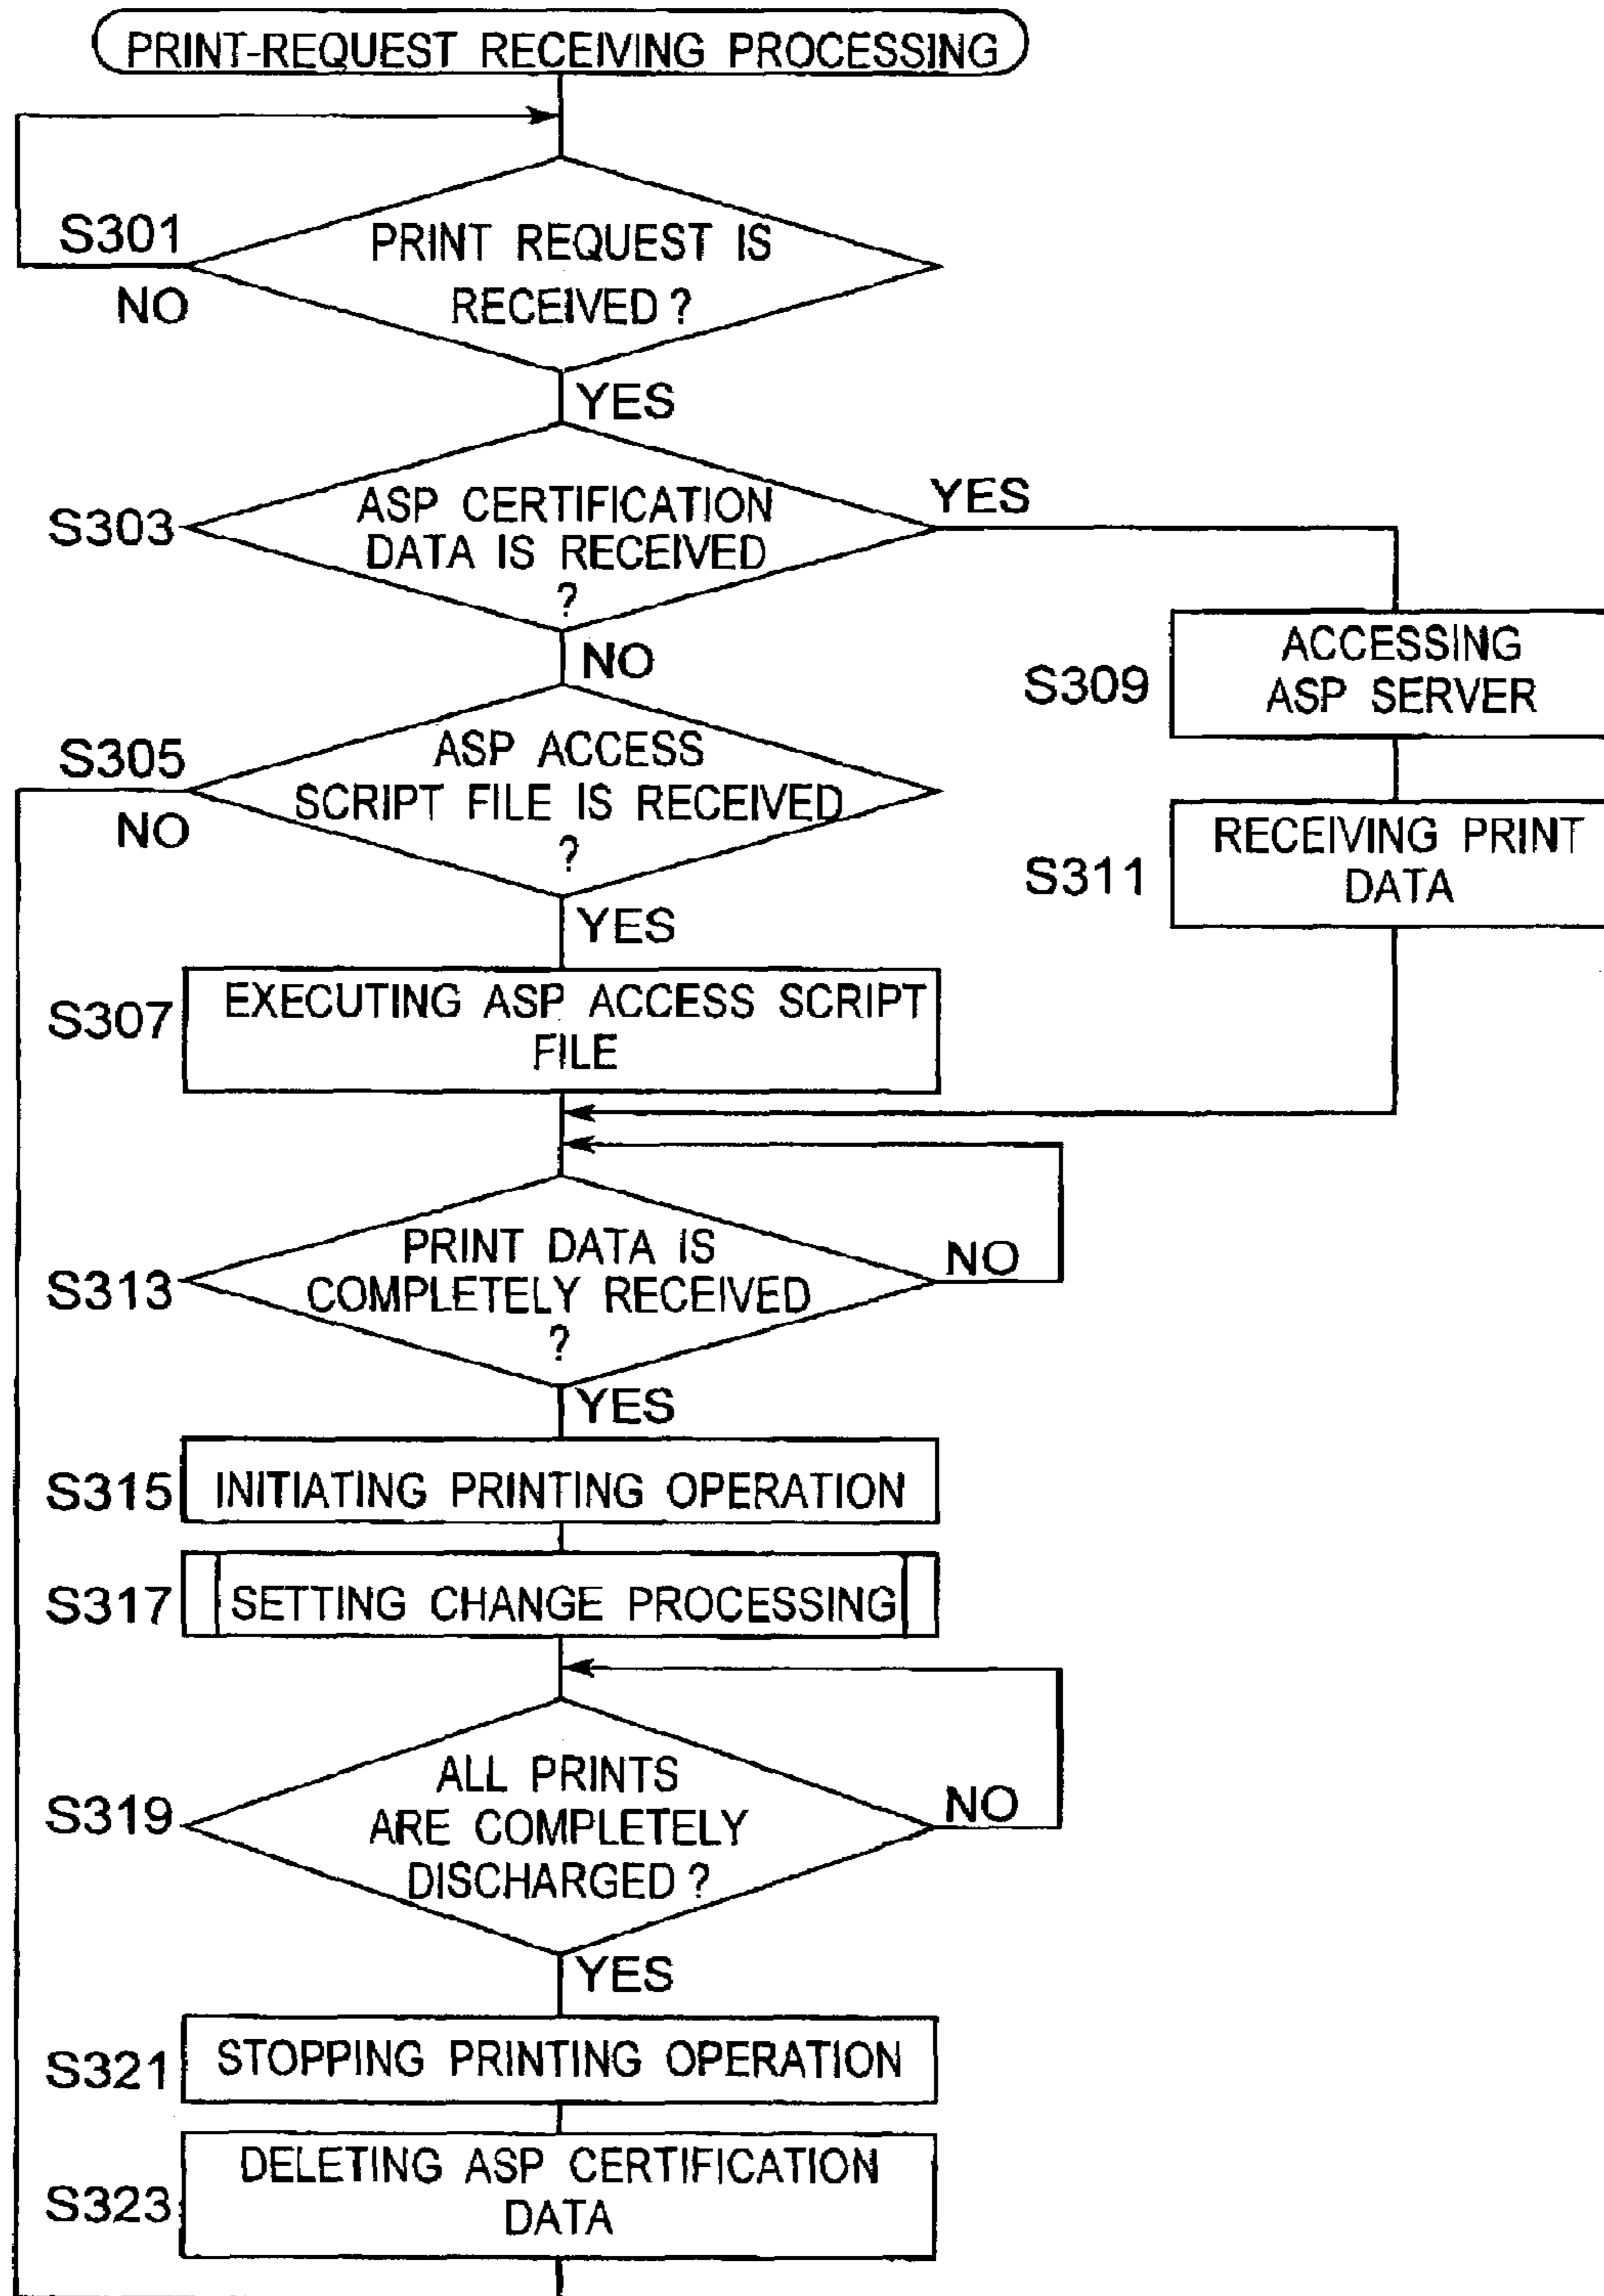 PRINT-REQUEST RECEIVING PROCESSING
S301
PRINT REQUEST IS
RECEIVED ?
NO
YES
S303
ASP CERTIFICATION
DATA IS RECEIVED
?
YES
NO
S309
ACCESSING
ASP SERVER
S305
ASP ACCESS
SCRIPT FILE IS RECEIVED
?
NO
YES
S311
RECEIVING PRINT
DATA
S307
EXECUTING ASP ACCESS SCRIPT
FILE
S313
PRINT DATA IS
COMPLETELY RECEIVED
?
NO
YES
S315
INITIATING PRINTING OPERATION
S317
SETTING CHANGE PROCESSING
S319
ALL PRINTS
ARE COMPLETELY
DISCHARGED ?
NO
YES
S321
STOPPING PRINTING OPERATION
S323
DELETING ASP CERTIFICATION
DATA